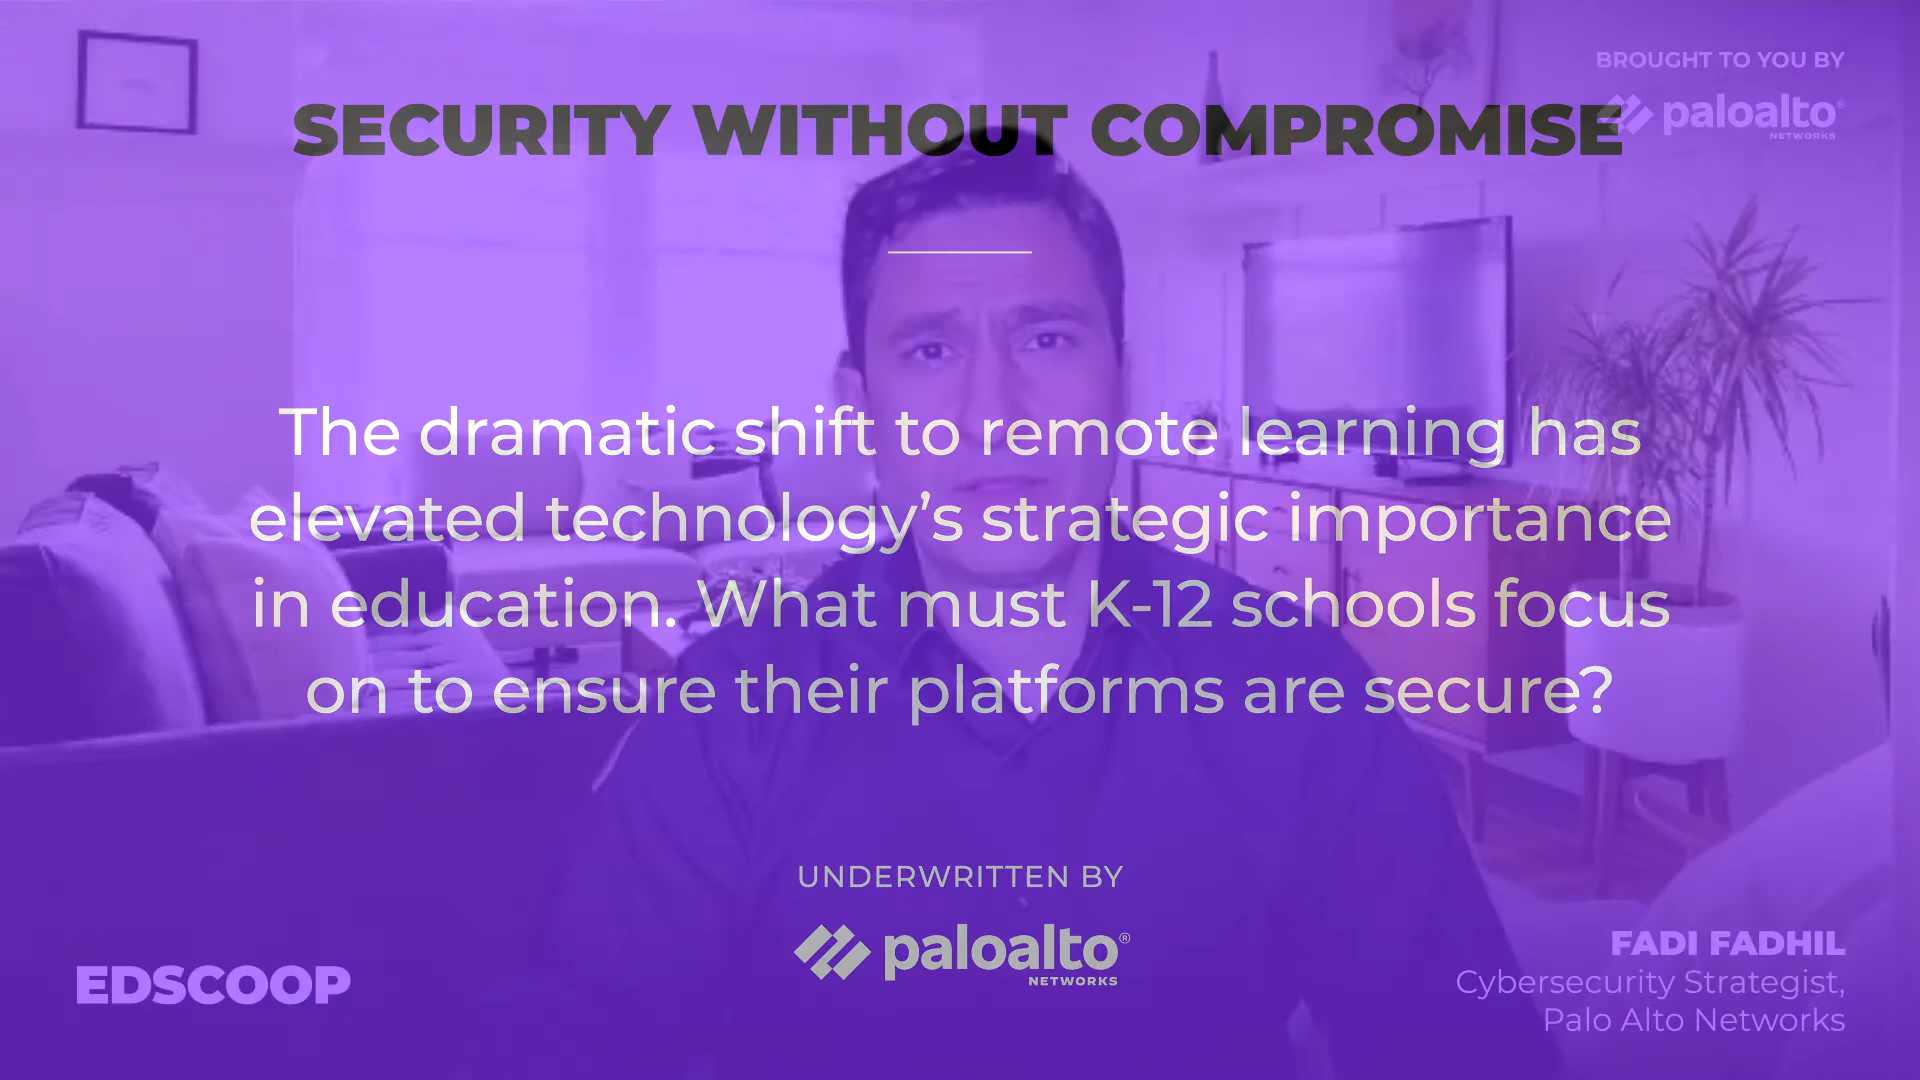 BROUGHT TO YOU BY
paloalto®
NETWORKS
SECURITY WITHOUT COMPROMISE
The dramatic shift to remote learning has
elevated technology’s strategic importance
in education. What must K-12 schools focus
on to ensure their platforms are secure?
UNDERWRITTEN BY
paloalto®
NETWORKS
EDSCOOP
FADI FADHIL
Cybersecurity Strategist,
Palo Alto Networks